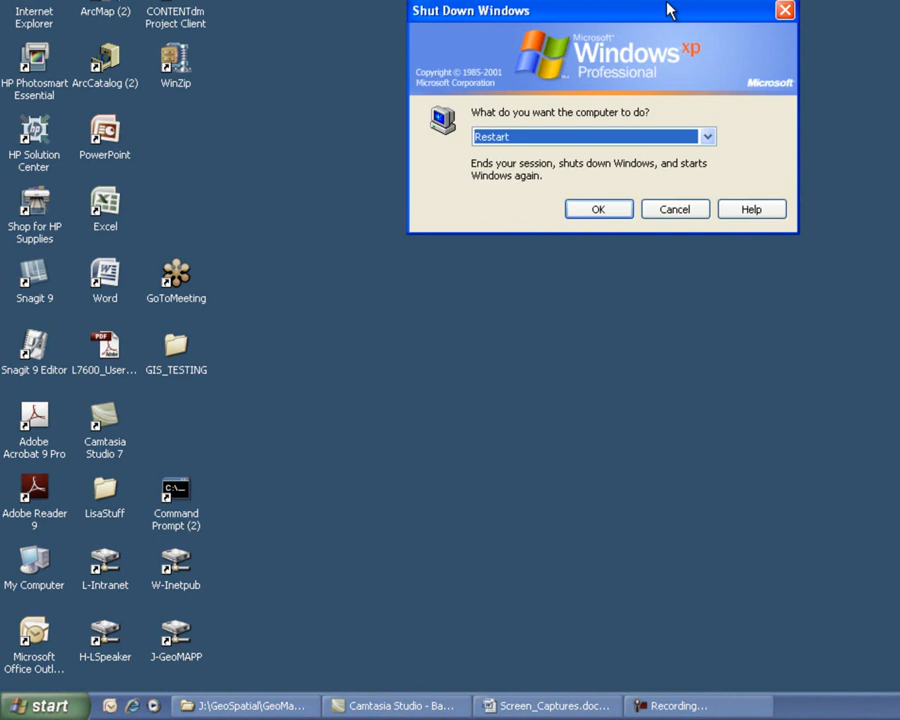 Internet
Explorer
ArcMap (2)
CONTENTdm
Project Client
HP Photosmart
Essential
ArcCatalog (2)
WinZip
HP Solution
Center
PowerPoint
Shop for HP
Supplies
Excel
Snagit 9
Word
GoToMeeting
Snagit 9 Editor
L7600_User...
GIS_TESTING
Adobe
Acrobat 9 Pro
Camtasia
Studio 7
Adobe Reader
9
LisaStuff
Command
Prompt (2)
My Computer
L-Intranet
W-Inetpub
Microsoft
Office Outl...
H-LSpeaker
J-GeoMAPP
Shut Down Windows
Copyright © 1985-2001
Microsoft Corporation
Microsoft
Windows xp
Professional
Microsoft
What do you want the computer to do?
Restart
Ends your session, shuts down Windows, and starts
Windows again.
OK
Cancel
Help
start
J:\GeoSpatial\GeoMa...
Camtasia Studio - Ba...
Screen_Captures.doc...
Recording...